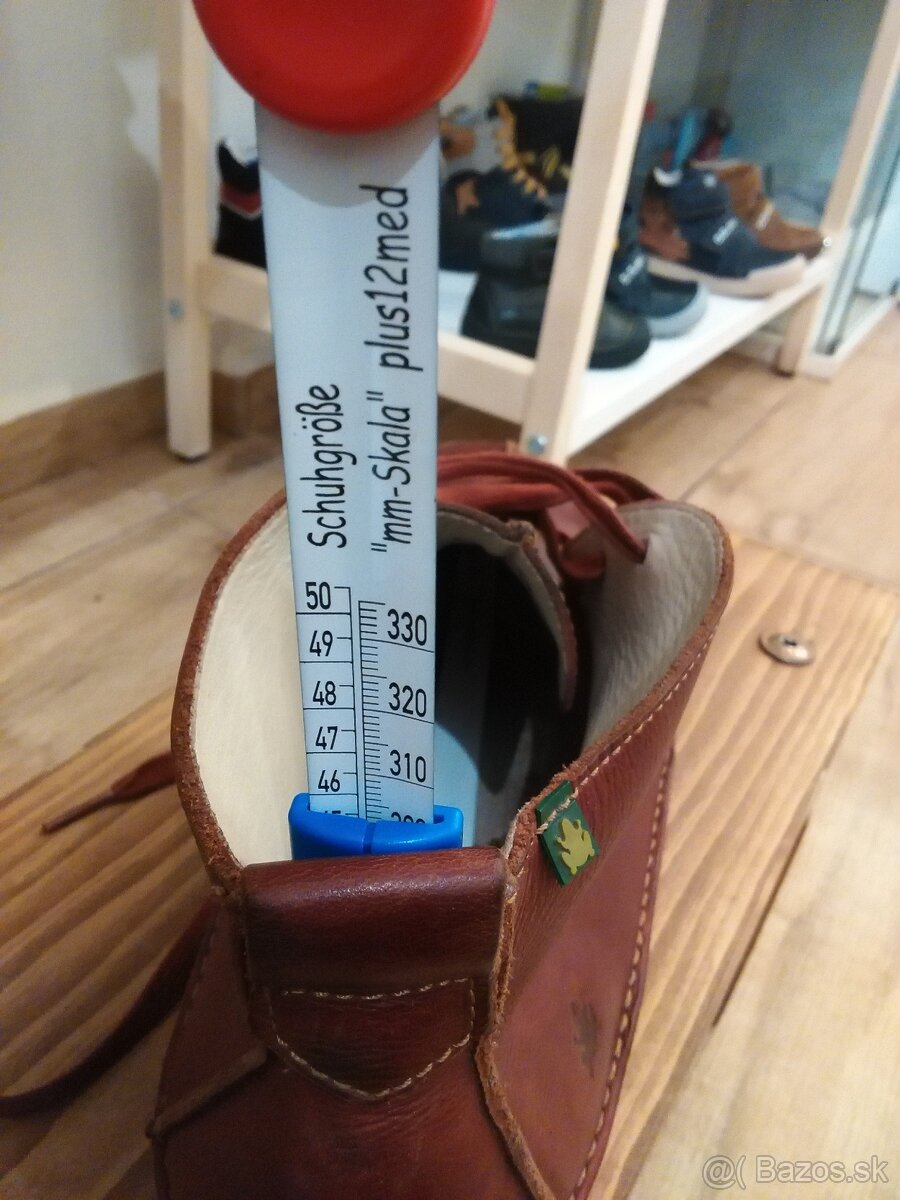 Schuhgröße
"mm-Skala" plus12med
50
49
48
47
46
330
320
310
@( Bazos.sk